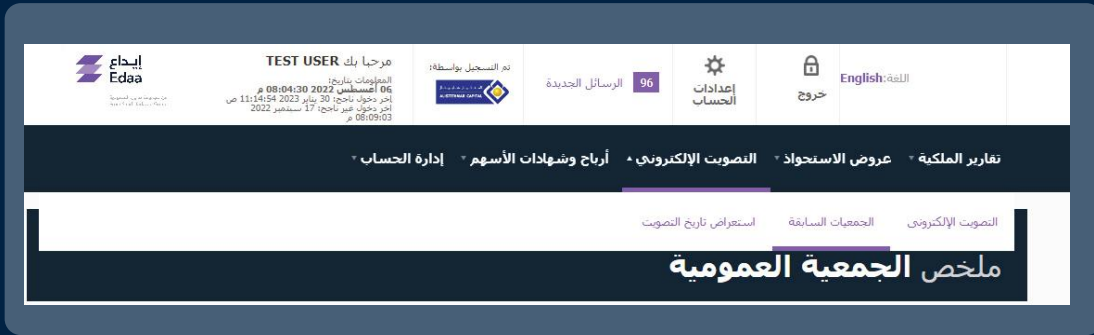 اللغة:English
خروج
إعدادات
الحساب
الرسائل الجديدة 96
تم التسجيل بواسطة:
ALISTITHMAR CAPITAL
مرحبا بك TEST USER
المعلومات بتاريخ:
06 أغسطس 2022 08:04:30 م
آخر دخول ناجح: 30 يناير 2023 11:14:54 ص
آخر دخول غير ناجح: 17 سبتمبر 2022
08:09:03 م
إيداع
Edaa
تقارير الملكية عروض الاستحواذ التصويت الإلكتروني أرباح وشهادات الأسهم إدارة الحساب
التصويت الإلكترونى الجمعيات السابقة استعراض تاريخ التصويت
ملخص الجمعية العمومية